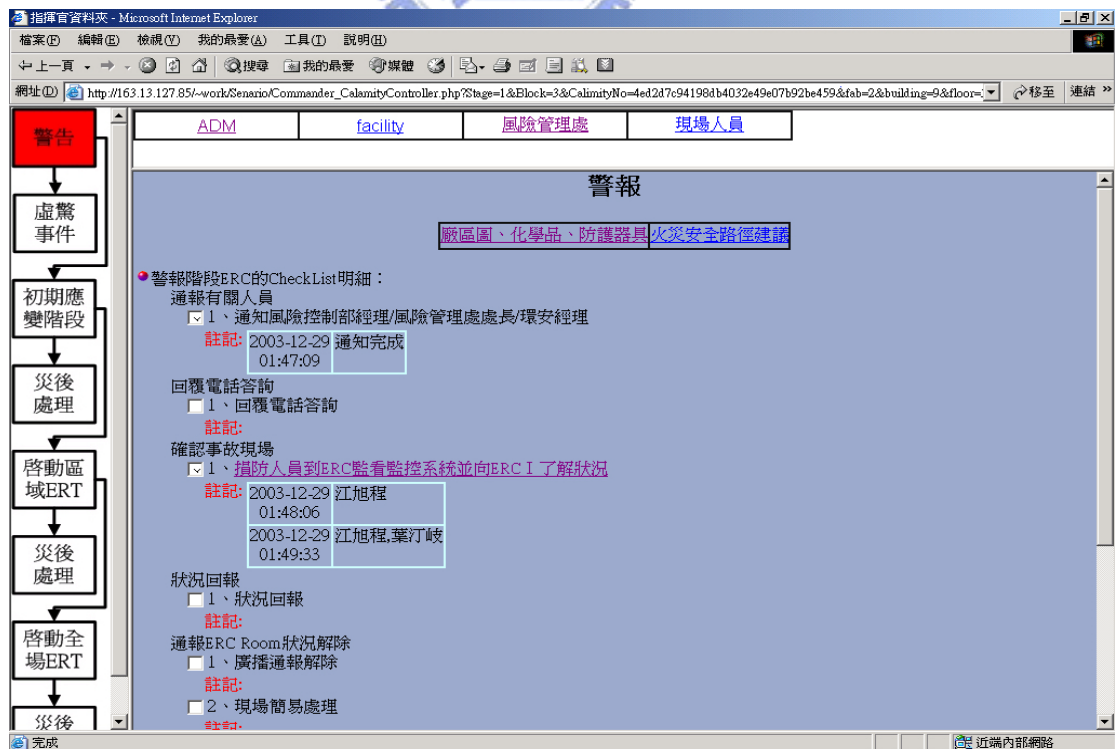 指揮官資料夾 - Microsoft Internet Explorer
檔案(F) 編輯(E) 檢視(V) 我的最愛(A) 工具(T) 說明(H)
上一頁 搜尋 我的最愛 媒體
網址(D) http://163.13.127.85/~work/Senario/Commander_CalamityController.php?Stage=1&Block=3&CalimityNo=4ed2d7c94198db4032e49e07b92be459&fab=2&building=9&floor= 移至 連結 »
ADM facility 風險管理處 現場人員
警告
虛驚
事件
初期應
變階段
災後
處理
啓動區
域ERT
災後
處理
啓動全
場ERT
災後
警報
廠區圖、化學品、防護器具 火災安全路徑建議
警報階段ERC的CheckList明細：
通報有關人員
1、通知風險控制部經理/風險管理處處長/環安經理
註記: 2003-12-29 通知完成
01:47:09
回覆電話答詢
1、回覆電話答詢
註記:
確認事故現場
1、損防人員到ERC監看監控系統並向ERCⅠ了解狀況
註記: 2003-12-29 江旭程
01:48:06
2003-12-29 江旭程,葉汀岐
01:49:33
狀況回報
1、狀況回報
註記:
通報ERC Room狀況解除
1、廣播通報解除
註記:
2、現場簡易處理
註記:
完成 近端內部網路